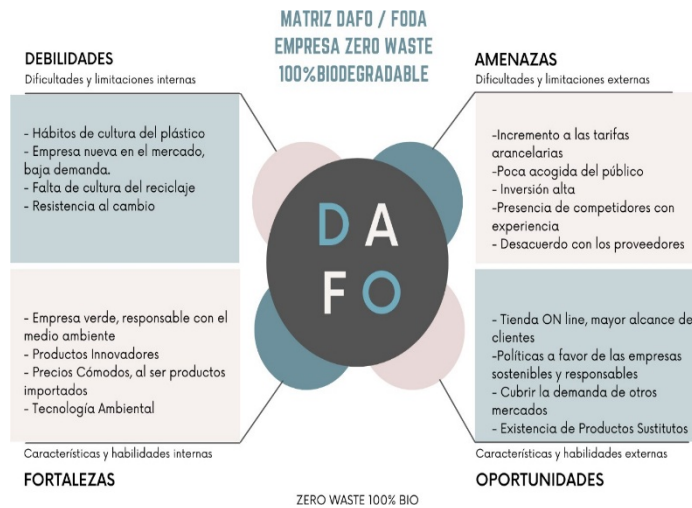 MATRIZ DAFO / FODA
EMPRESA ZERO WASTE
100%BIODEGRADABLE
DEBILIDADES
Dificultades y limitaciones internas
- Hábitos de cultura del plástico
- Empresa nueva en el mercado,
baja demanda.
- Falta de cultura del reciclaje
- Resistencia al cambio
AMENAZAS
Dificultades y limitaciones externas
-Incremento a las tarifas
arancelarias
-Poca acogida del público
- Inversión alta
- Presencia de competidores con
experiencia
- Desacuerdo con los proveedores
D A
F O
- Empresa verde, responsable con el
medio ambiente
- Productos Innovadores
- Precios Cómodos, al ser productos
importados
- Tecnología Ambiental
Características y habilidades internas
FORTALEZAS
- Tienda ON line, mayor alcance de
clientes
-Políticas a favor de las empresas
sostenibles y responsables
- Cubrir la demanda de otros
mercados
- Existencia de Productos Sustitutos
Características y habilidades externas
OPORTUNIDADES
ZERO WASTE 100% BIO